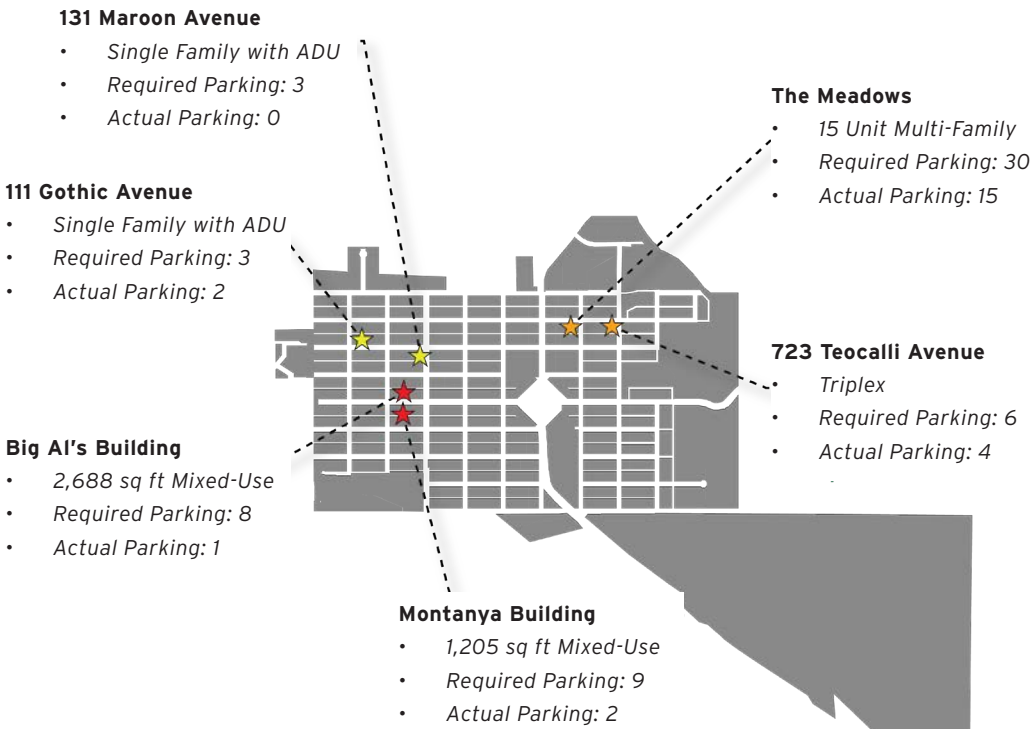 131 Maroon Avenue
• Single Family with ADU
• Required Parking: 3
• Actual Parking: 0
The Meadows
• 15 Unit Multi-Family
• Required Parking: 30
• Actual Parking: 15
111 Gothic Avenue
• Single Family with ADU
• Required Parking: 3
• Actual Parking: 2
723 Teocalli Avenue
• Triplex
• Required Parking: 6
• Actual Parking: 4
Big Al's Building
• 2,688 sq ft Mixed-Use
• Required Parking: 8
• Actual Parking: 1
Montanya Building
• 1,205 sq ft Mixed-Use
• Required Parking: 9
• Actual Parking: 2